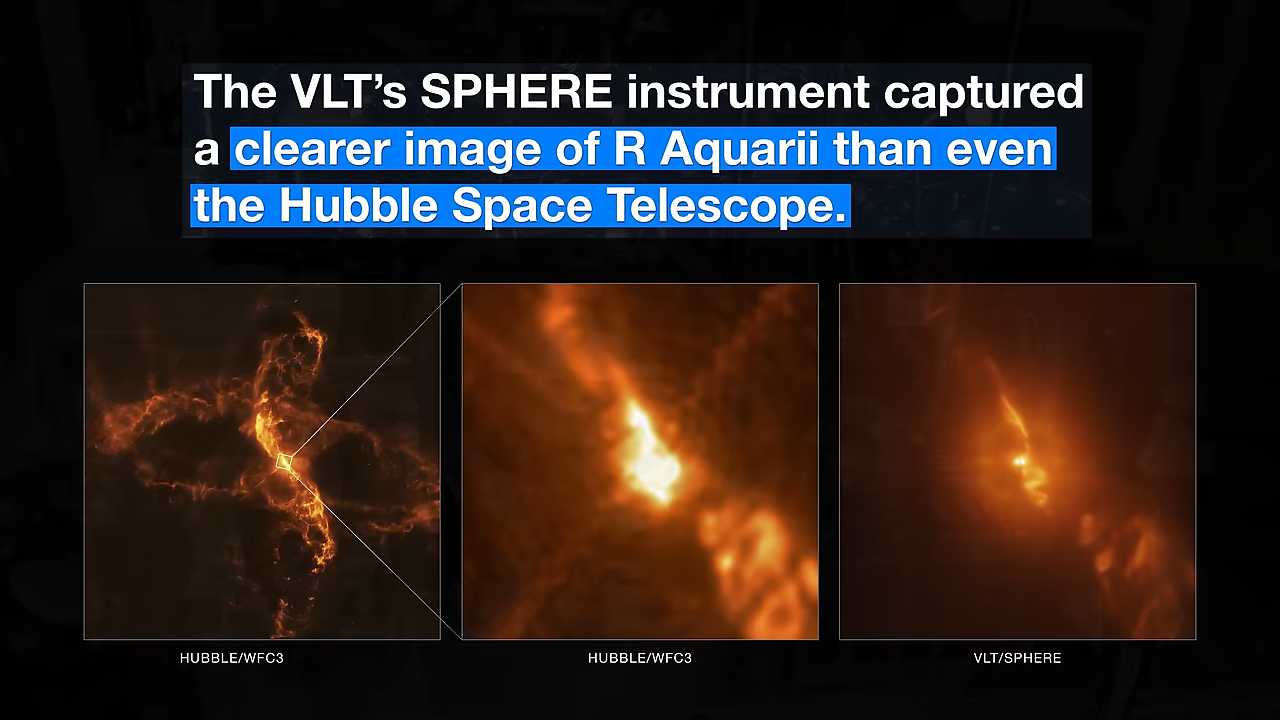 The VLT’s SPHERE instrument captured
a clearer image of R Aquarii than even
the Hubble Space Telescope.
HUBBLE/WFC3
HUBBLE/WFC3
VLT/SPHERE